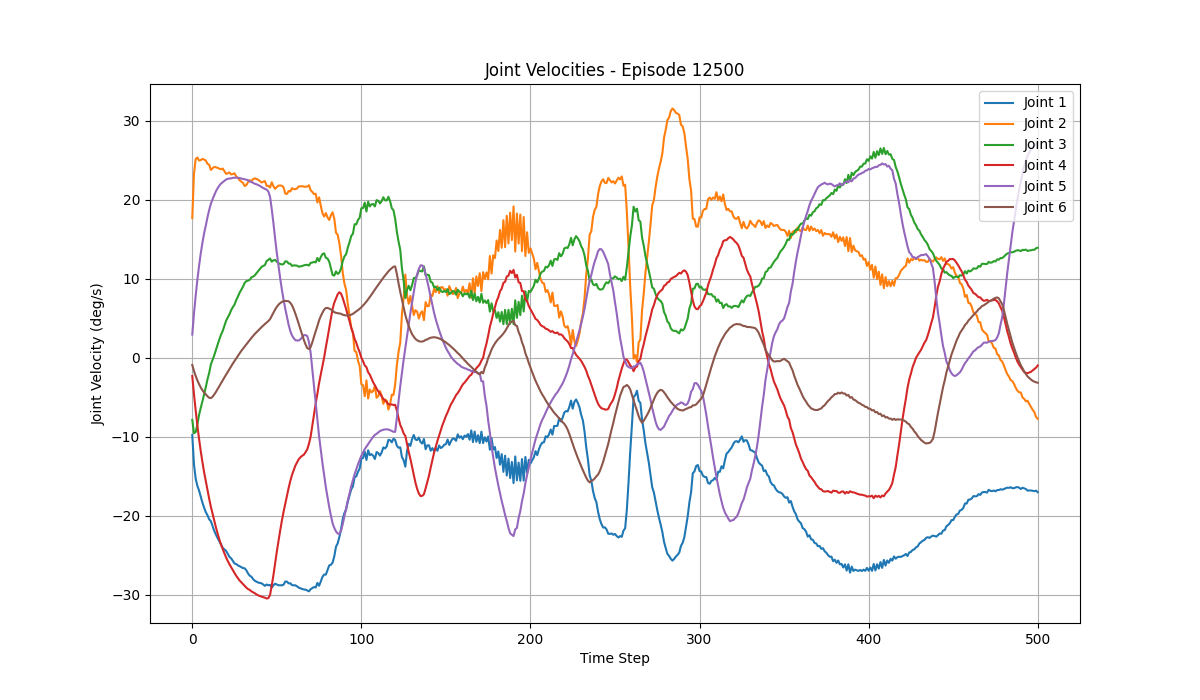 Joint Velocities - Episode 12500
Joint Velocity (deg/s)
30
20
10
0
−10
−20
−30
Joint 1
Joint 2
Joint 3
Joint 4
Joint 5
Joint 6
0
100
200
300
400
500
Time Step